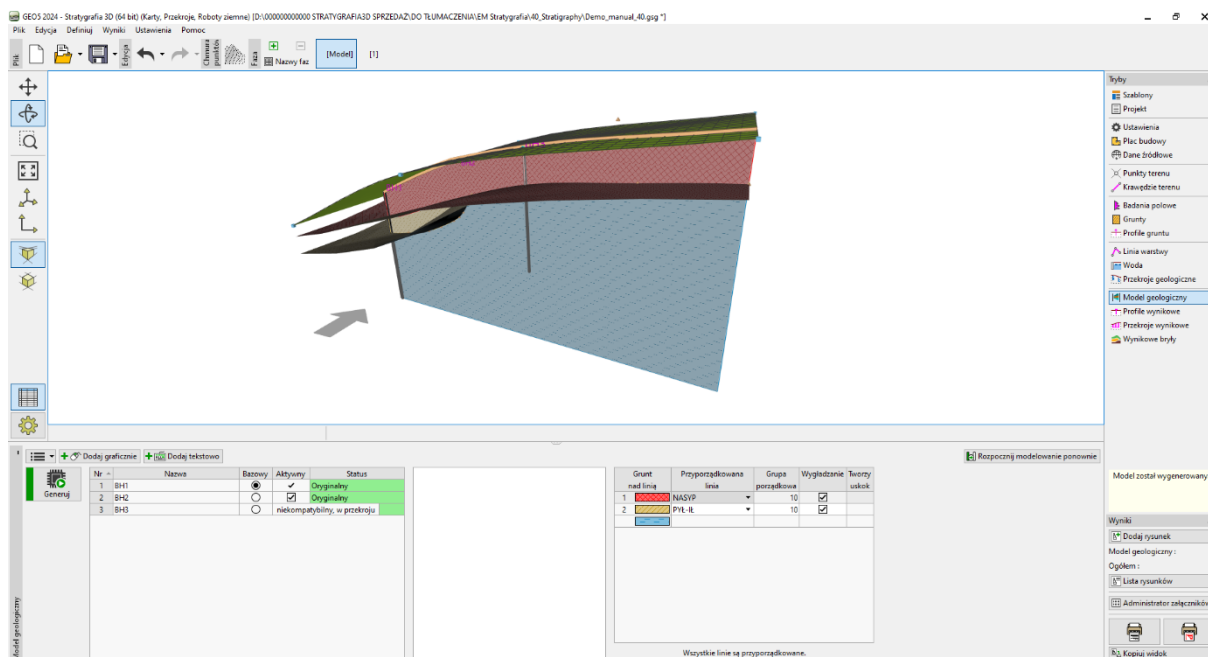 GEO5 2024 - Stratygrafia 3D (64 bit) (Karty, Przekroje, Roboty ziemne) [D:\000000000000 STRATYGRAFIA3D SPRZEDAŻ\DO TŁUMACZENIA\EM Stratygrafia\40_Stratigraphy\Demo_manual_40.gsg *]
Plik Edycja Definiuj Wyniki Ustawienia Pomoc
Plik
Edycja
Chmura punktów
Faza
Nazwy faz
[Model]
[1]
Tryby
Szablony
Projekt
Ustawienia
Plac budowy
Dane źródłowe
Punkty terenu
Krawędzie terenu
Badania polowe
Grunty
Profile gruntu
Linia warstwy
Woda
Przekroje geologiczne
Model geologiczny
Profile wynikowe
Przekroje wynikowe
Wynikowe bryły
Dodaj graficznie Dodaj tekstowo
Rozpocznij modelowanie ponownie
Generuj
Nr Nazwa Bazowy Aktywny Status
1 BH1 Oryginalny
2 BH2 Oryginalny
3 BH3 niekompatybilny, w przekroju
Grunt nad linią Przyporządkowana linia Grupa porządkowa Wygładzanie Tworzy uskok
1 NASYP 10
2 PYŁ-IŁ 10
Wszystkie linie są przyporządkowane.
Model geologiczny
Model został wygenerowany
Wyniki
Dodaj rysunek
Model geologiczny :
Ogółem :
Lista rysunków
Administrator załączników
Kopiuj widok